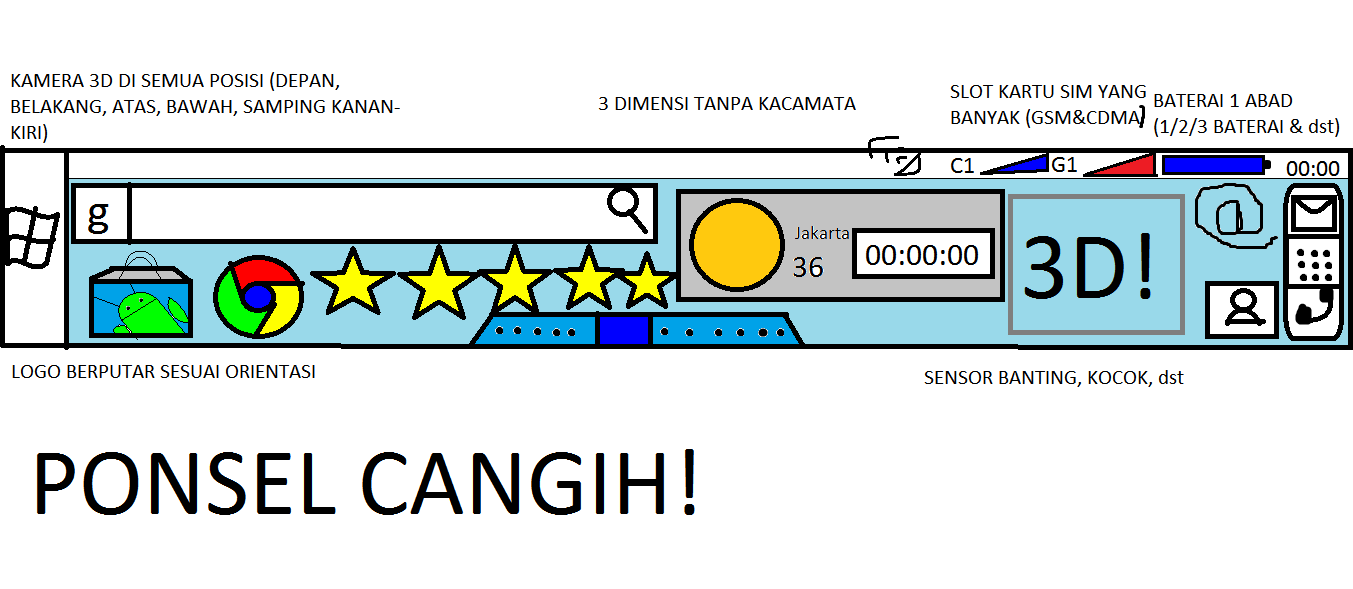 KAMERA 3D DI SEMUA POSISI (DEPAN,
BELAKANG, ATAS, BAWAH, SAMPING KANAN-
KIRI)
3 DIMENSI TANPA KACAMATA
SLOT KARTU SIM YANG
BANYAK (GSM&CDMA)
BATERAI 1 ABAD
(1/2/3 BATERAI & dst)
C1
G1
00:00
g
Jakarta
36
00:00:00
3D!
LOGO BERPUTAR SESUAI ORIENTASI
SENSOR BANTING, KOCOK, dst
PONSEL CANGIH!